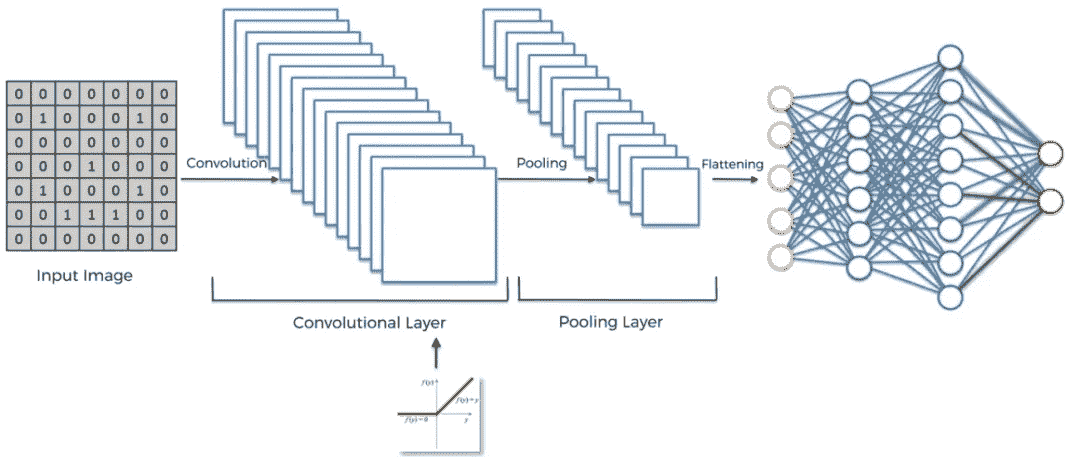 0 0 0 0 0 0 0
0 1 0 0 0 1 0
0 0 0 0 0 0 0
0 0 0 1 0 0 0
0 1 0 0 0 1 0
0 0 1 1 1 0 0
0 0 0 0 0 0 0
Input Image
Convolution
Pooling
Flattening
Convolutional Layer
Pooling Layer
f(y)
f(y)=y
f(y)=0
y